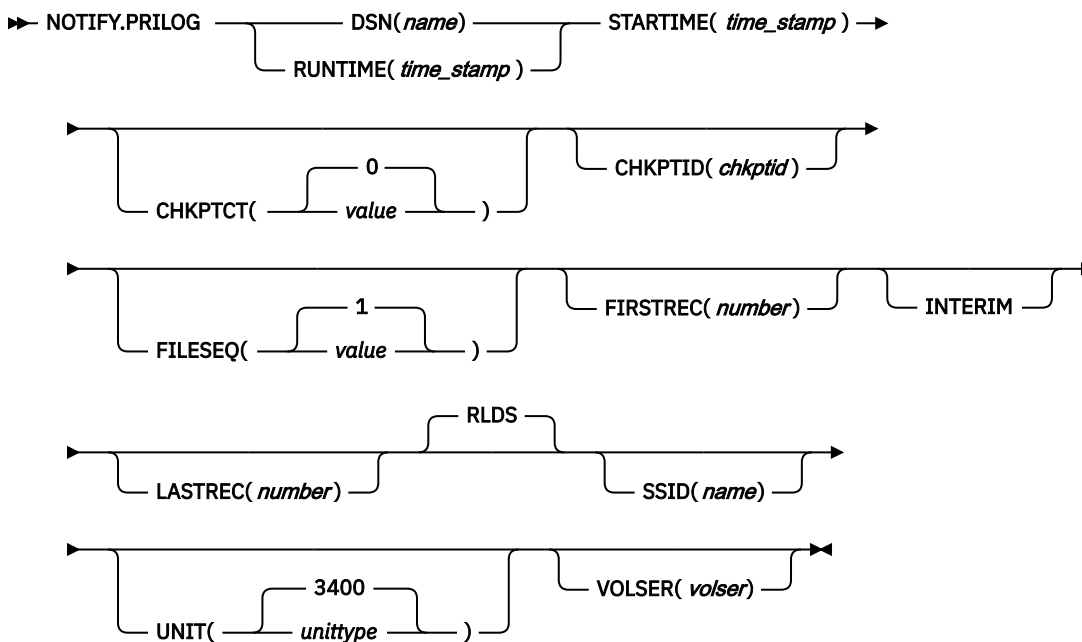 NOTIFY.PRILOG DSN(name) STARTIME( time_stamp )
RUNTIME( time_stamp )
0
CHKPTID( chkptid )
CHKPTCT( value )
1
FIRSTREC( number ) INTERIM
FILESEQ( value )
RLDS
LASTREC( number ) SSID( name )
3400
VOLSER( volser )
UNIT( unittype )